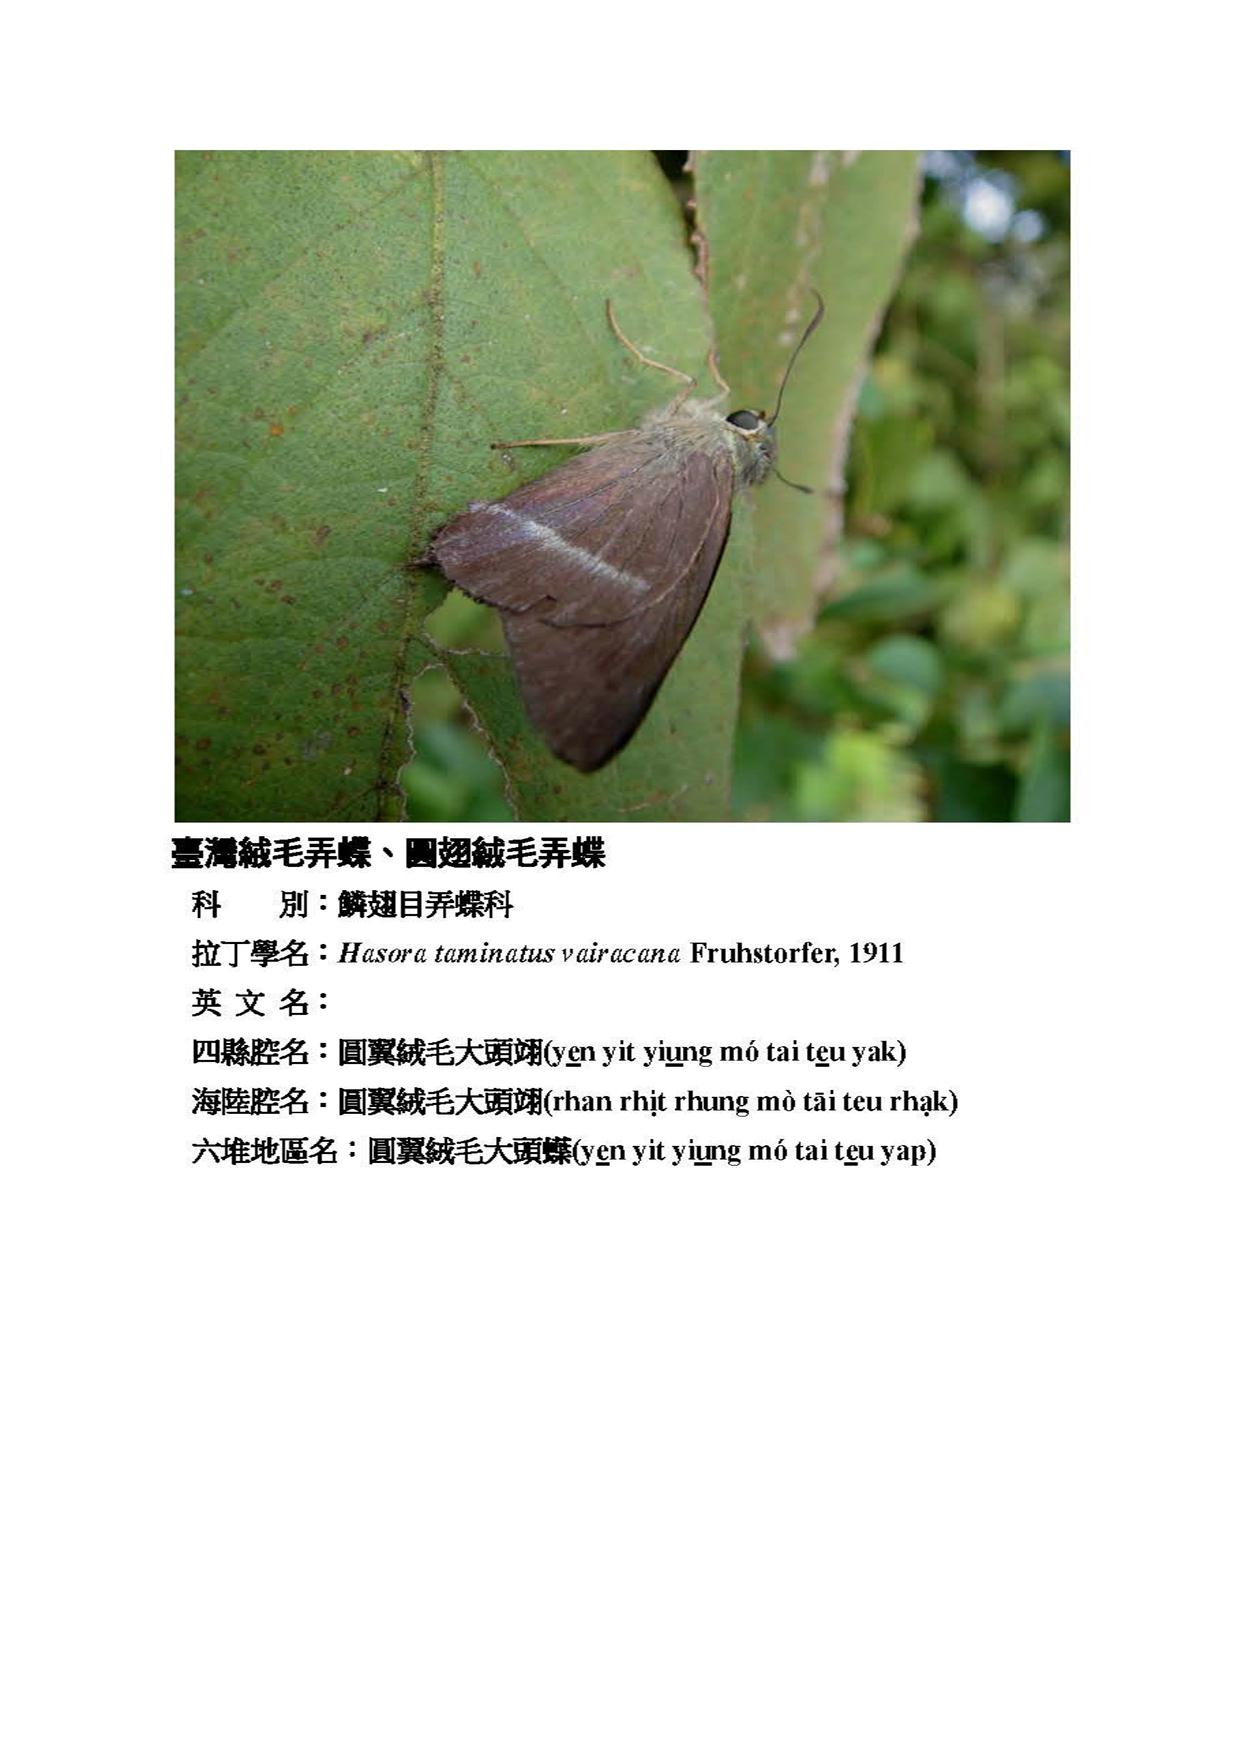 臺灣絨毛弄蝶、圓翅絨毛弄蝶
科　　別：鱗翅目弄蝶科
拉丁學名：Hasora taminatus vairacana Fruhstorfer, 1911
英 文 名：
四縣腔名：圓翼絨毛大頭翊(yen yit yiung mó tai teu yak)
海陸腔名：圓翼絨毛大頭翊(rhan rhịt rhung mò tāi teu rhạk)
六堆地區名：圓翼絨毛大頭蠂(yen yit yiung mó tai teu yap)